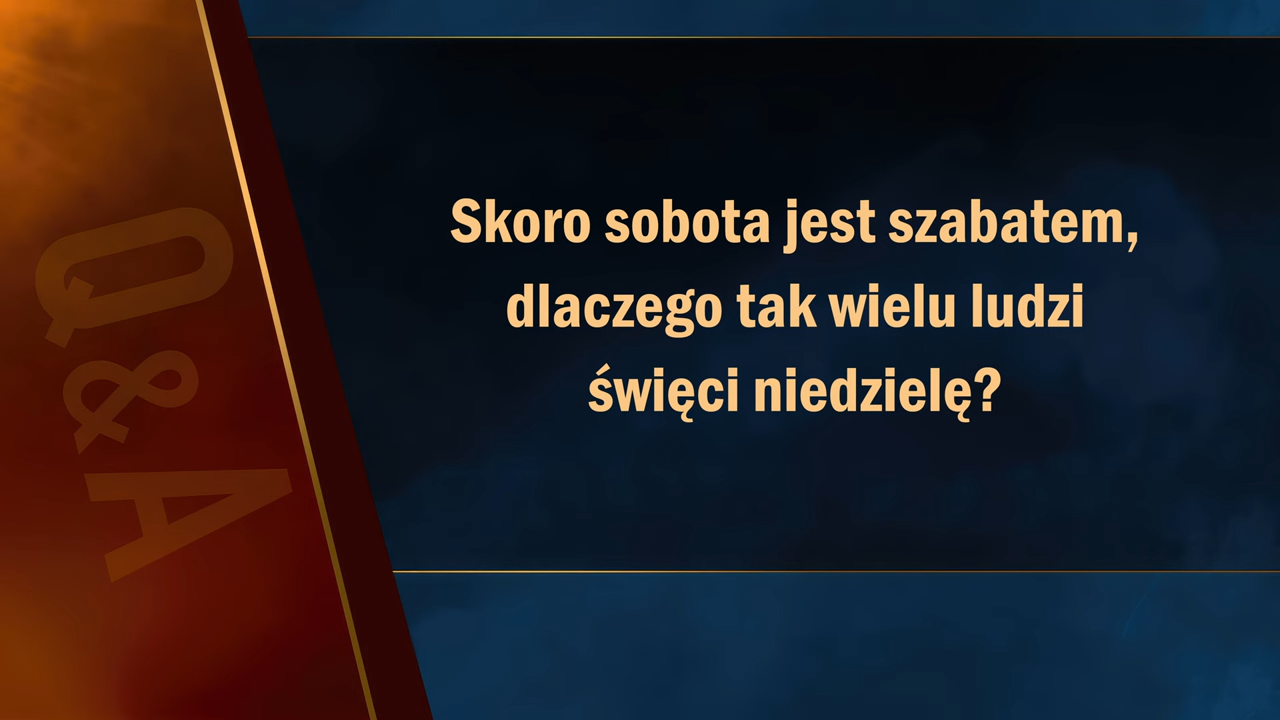 Q & A
Skoro sobota jest szabatem,
dlaczego tak wielu ludzi
święci niedzielę?